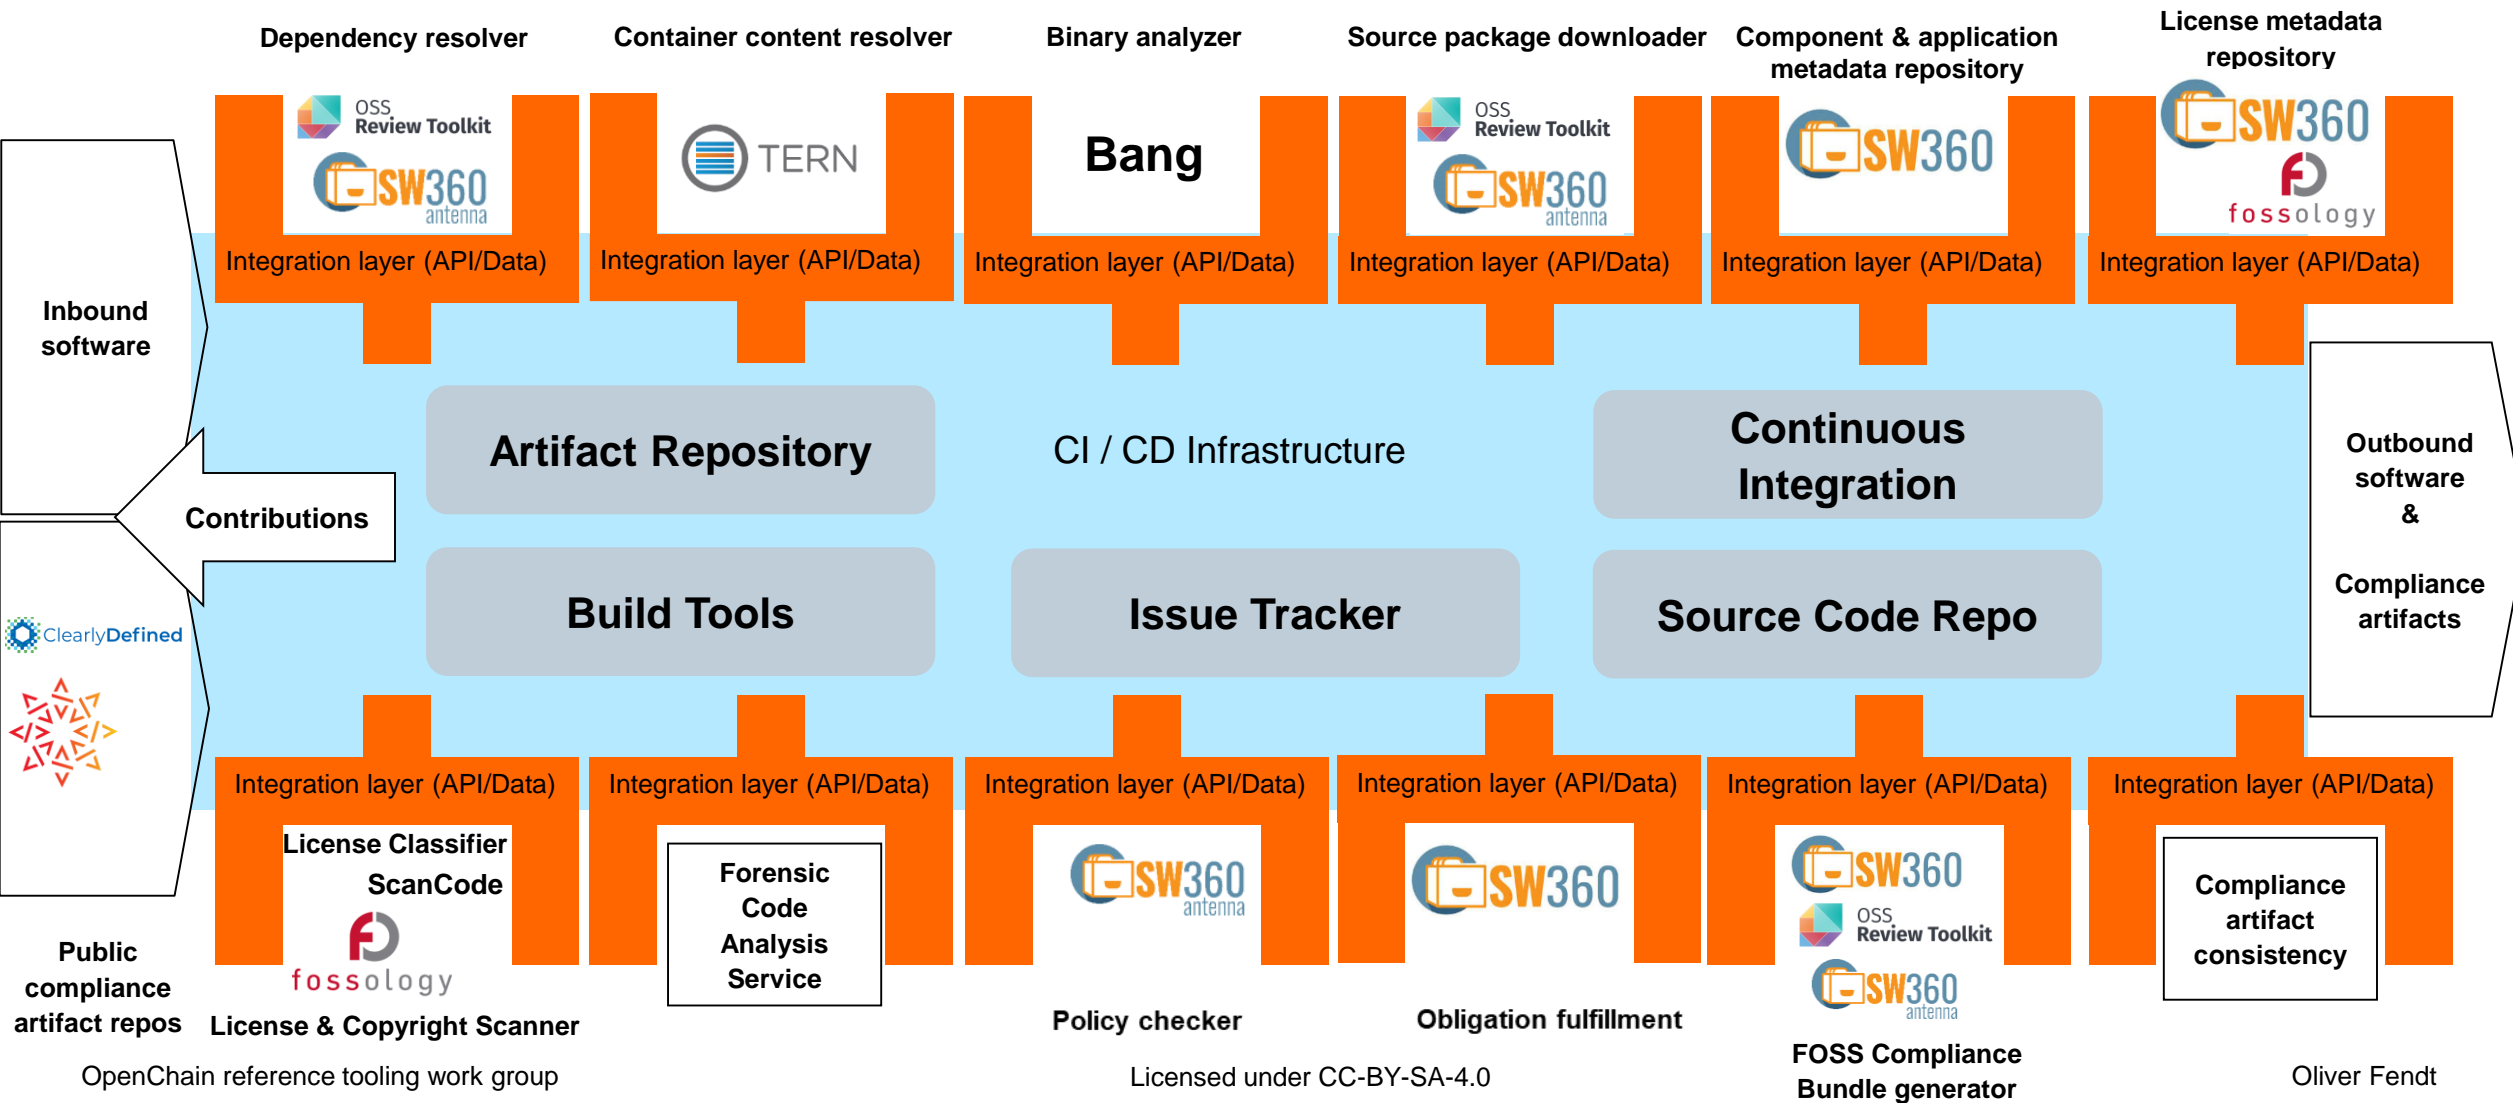 Dependency resolver
Container content resolver
Binary analyzer
Source package downloader
Component & application
metadata repository
License metadata
repository
OSS
Review Toolkit
SW360
antenna
TERN
Bang
OSS
Review Toolkit
SW360
antenna
SW360
SW360
fossology
Integration layer (API/Data)
Integration layer (API/Data)
Integration layer (API/Data)
Integration layer (API/Data)
Integration layer (API/Data)
Integration layer (API/Data)
Inbound
software
Artifact Repository
CI / CD Infrastructure
Continuous
Integration
Outbound
software
&
Compliance
artifacts
Contributions
Build Tools
Issue Tracker
Source Code Repo
ClearlyDefined
Integration layer (API/Data)
Integration layer (API/Data)
Integration layer (API/Data)
Integration layer (API/Data)
Integration layer (API/Data)
Integration layer (API/Data)
License Classifier
ScanCode
fossology
Forensic
Code
Analysis
Service
SW360
antenna
SW360
SW360
OSS
Review Toolkit
SW360
antenna
Compliance
artifact
consistency
Public
compliance
artifact repos
License & Copyright Scanner
Policy checker
Obligation fulfillment
FOSS Compliance
Bundle generator
OpenChain reference tooling work group
Licensed under CC-BY-SA-4.0
Oliver Fendt